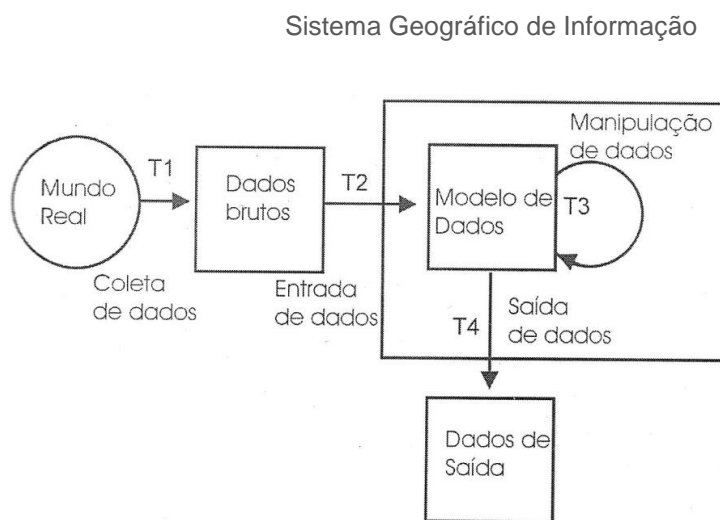 Sistema Geográfico de Informação
Manipulação
de dados
Mundo
Real
T1
Dados
brutos
T2
Modelo de
Dados
T3
Coleta
de dados
Entrada
de dados
T4
Saída
de dados
Dados de
Saída